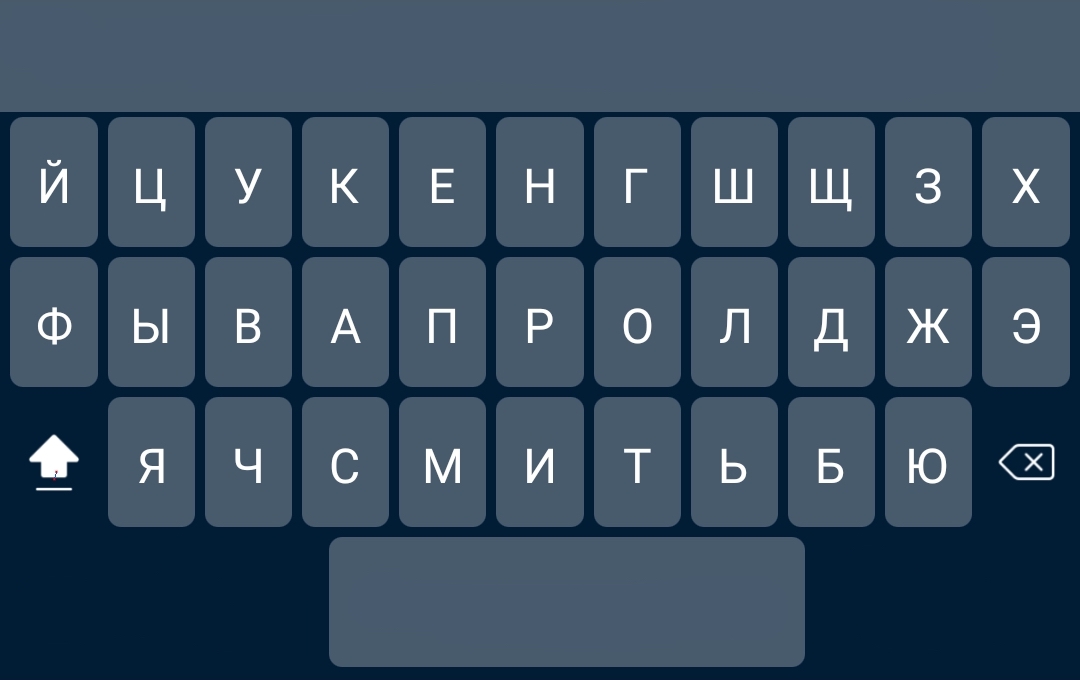 Й Ц У К Е Н Г Ш Щ З Х
Ф Ы В А П Р О Л Д Ж Э
Я Ч С М И Т Ь Б Ю